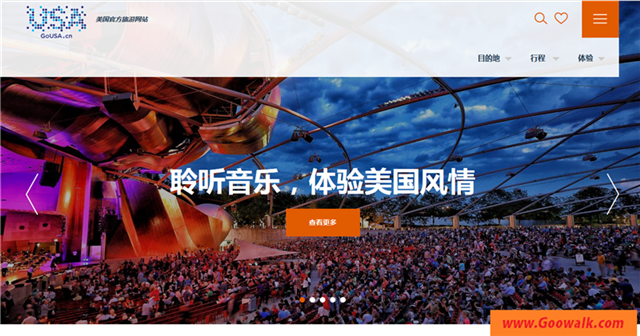 USA
GoUSA.cn
美国官方旅游网站
目的地
行程
体验
聆听音乐，体验美国风情
查看更多
www.Goowalk.com